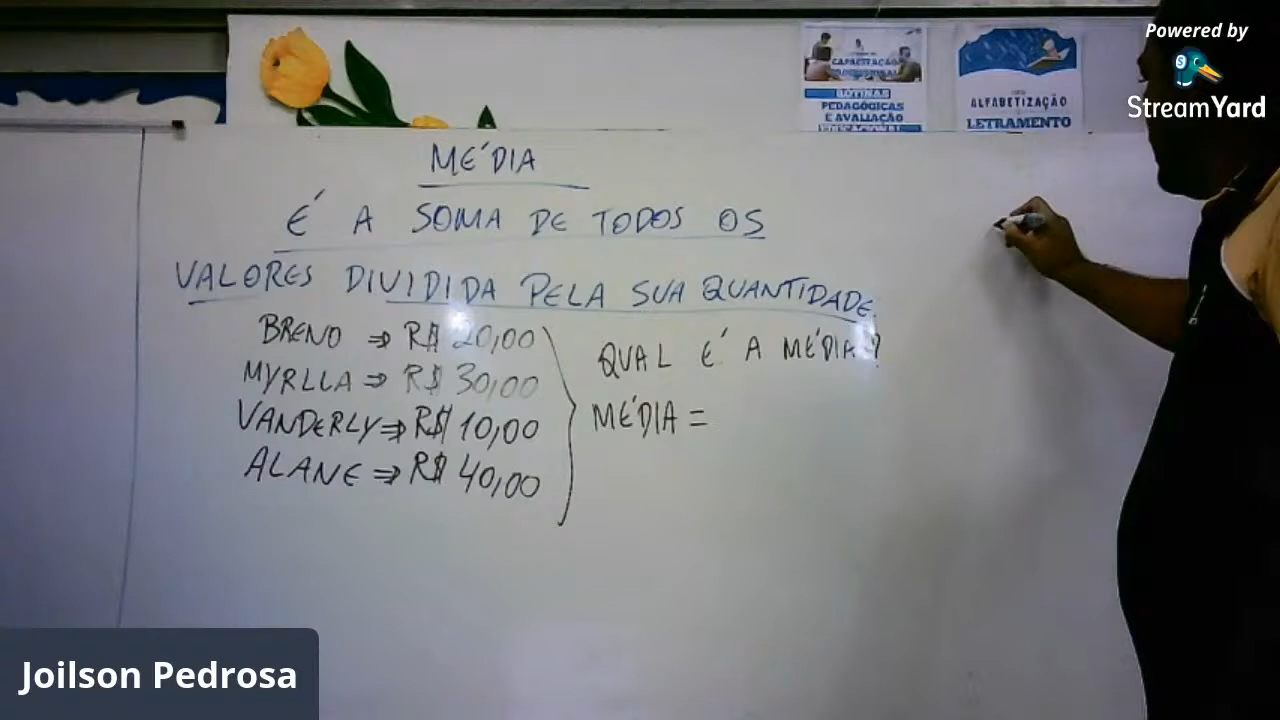 Powered by
StreamYard
CAPACITAÇÃO
ROTINAS
PEDAGÓGICAS
E AVALIAÇÃO
EDUCACIONAL
ALFABETIZAÇÃO
LETRAMENTO
MÉDIA
É A SOMA DE TODOS OS
VALORES DIVIDIDA PELA SUA QUANTIDADE.
BRENO ⇒ R$ 20,00
MYRLLA ⇒ R$ 30,00
VANDERLY ⇒ R$ 10,00
ALANE ⇒ R$ 40,00
QUAL É A MÉDIA?
MÉDIA =
Joilson Pedrosa